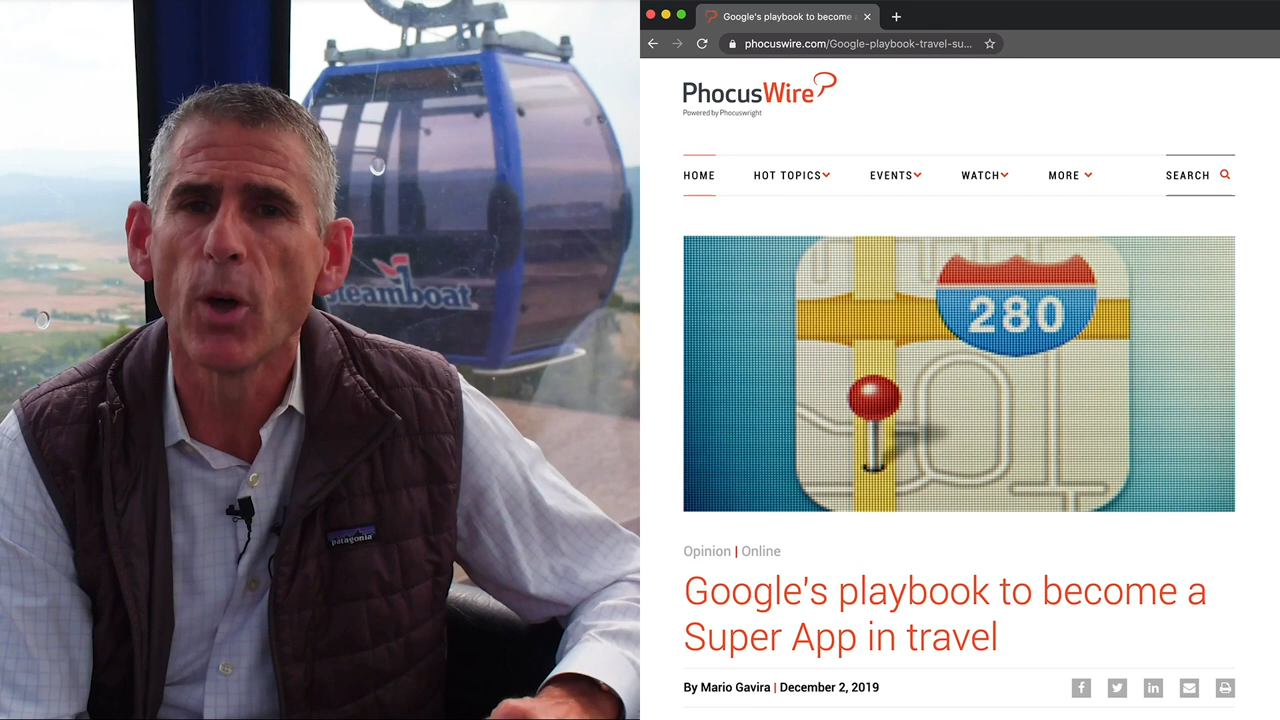 Steamboat
patagonia
Google's playbook to become a
phocuswire.com/Google-playbook-travel-su...
PhocusWire
Powered by Phocuswright
HOME
HOT TOPICS
EVENTS
WATCH
MORE
SEARCH
280
Opinion | Online
Google's playbook to become a
Super App in travel
By Mario Gavira | December 2, 2019